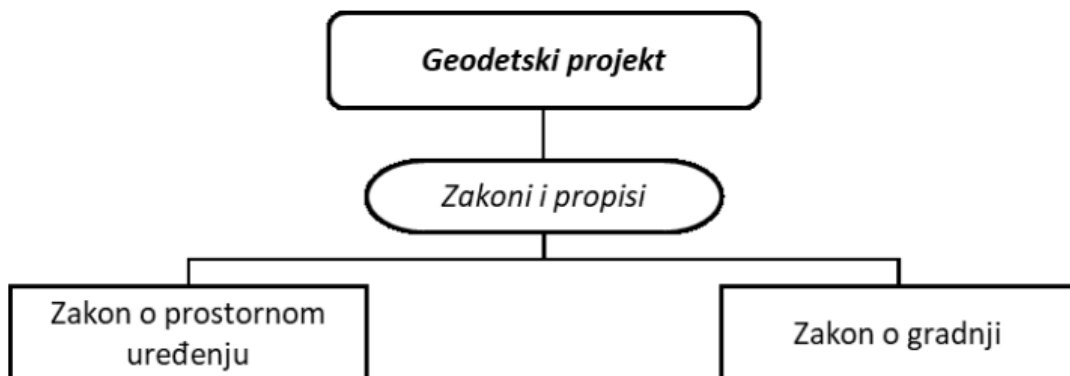 Geodetski projekt
Zakoni i propisi
Zakon o prostornom
uređenju
Zakon o gradnji